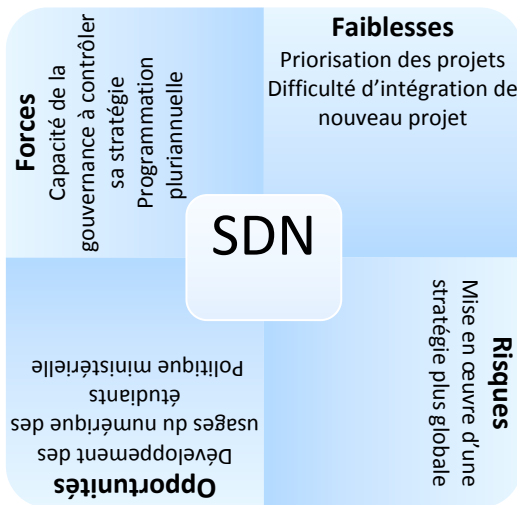 Forces
Capacité de la
gouvernance à contrôler
sa stratégie
Programmation
pluriannuelle
Faiblesses
Priorisation des projets
Difficulté d’intégration de
nouveau projet
SDN
Opportunités
Développement des
usages du numérique des
étudiants
Politique ministérielle
Risques
Mise en œuvre d’une
stratégie plus globale